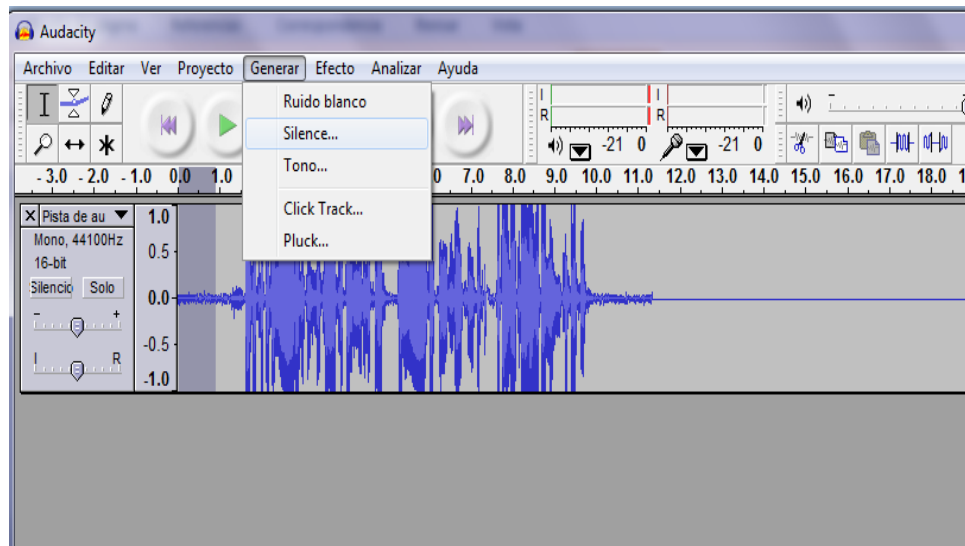 Audacity
Archivo Editar Ver Proyecto Generar Efecto Analizar Ayuda
Ruido blanco
Silence...
Tono...
Click Track...
Pluck...
I I
R R
-21 0 -21 0
- 3.0 - 2.0 - 1.0 0.0 1.0 0 7.0 8.0 9.0 10.0 11.0 12.0 13.0 14.0 15.0 16.0 17.0 18.0 1
X Pista de au 1.0
Mono, 44100Hz
16-bit 0.5
Silencio Solo
0.0
- +
-0.5
I R
-1.0